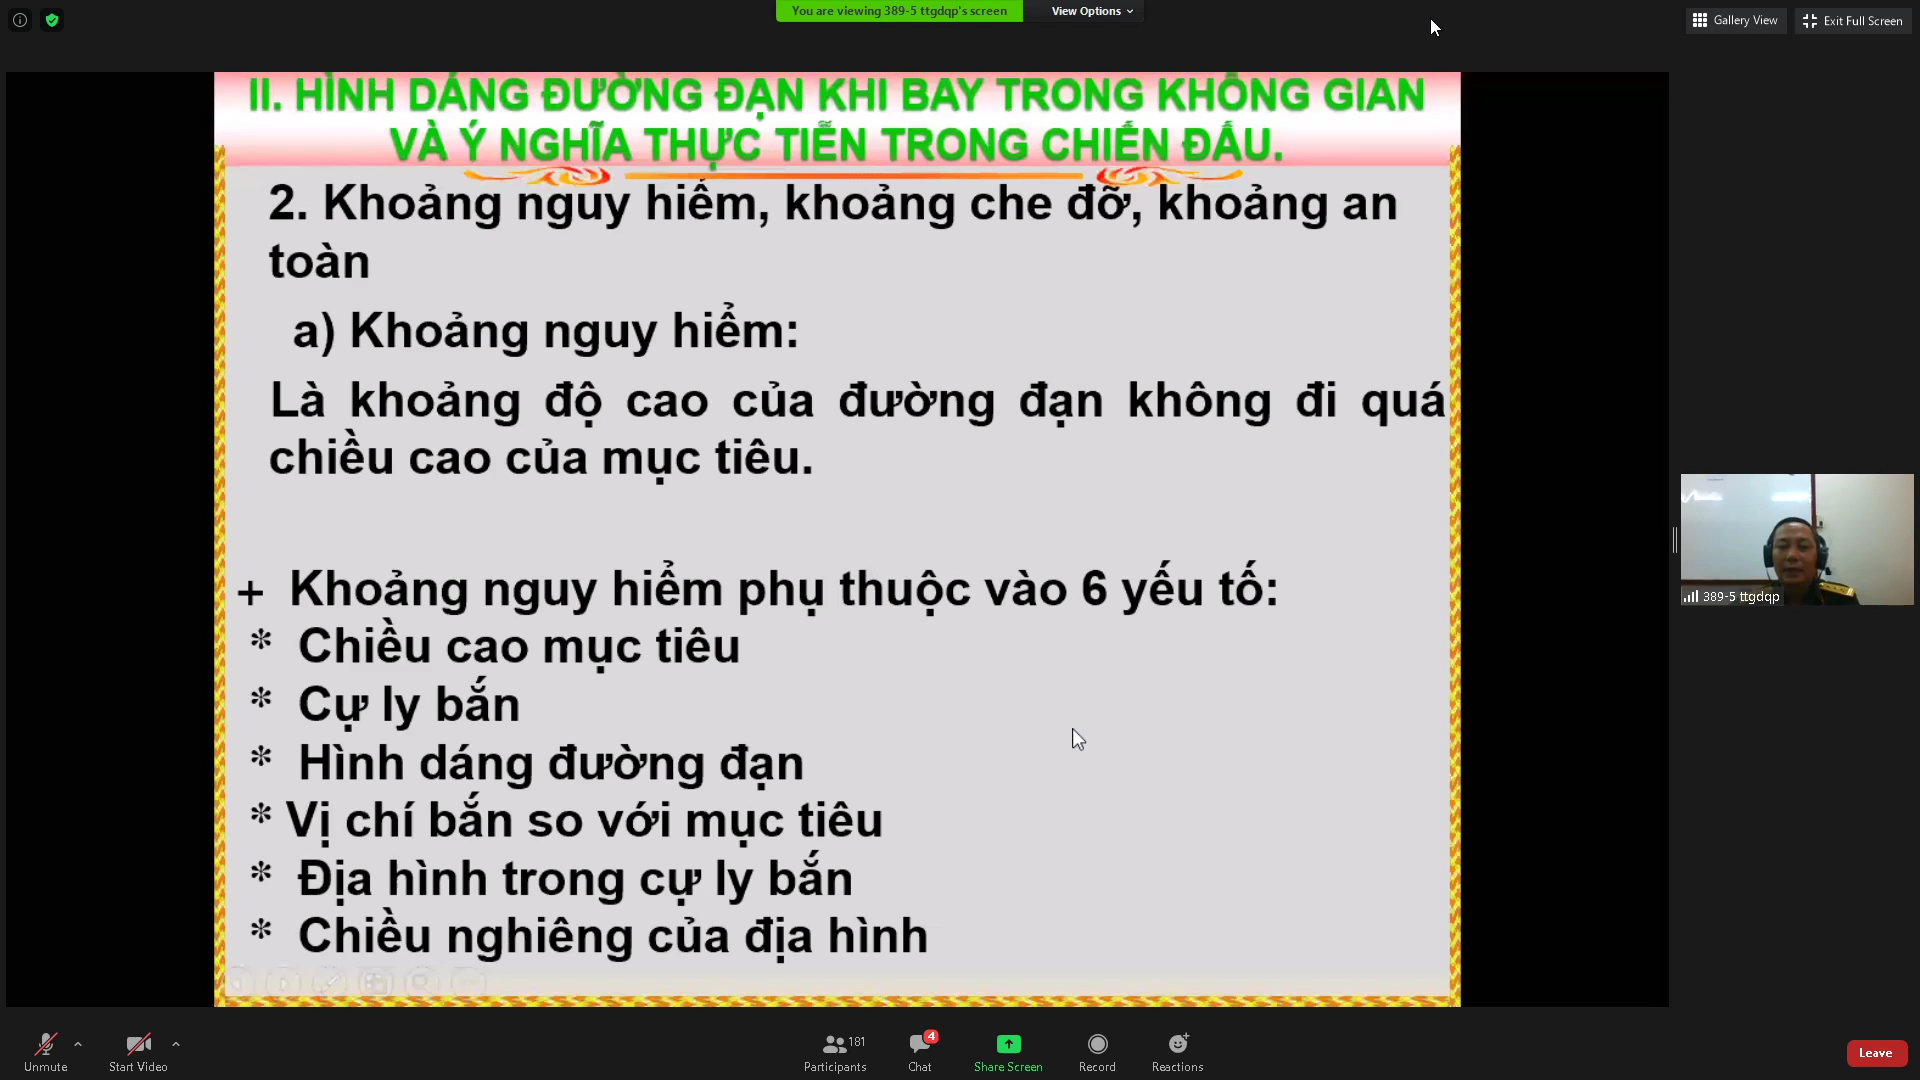 You are viewing 389-5 ttgdqp's screen
View Options
Gallery View
Exit Full Screen
II. HÌNH DÁNG ĐƯỜNG ĐẠN KHI BAY TRONG KHÔNG GIAN
VÀ Ý NGHĨA THỰC TIỄN TRONG CHIẾN ĐẤU.
2. Khoảng nguy hiểm, khoảng che đỡ, khoảng an
toàn
a) Khoảng nguy hiểm:
Là khoảng độ cao của đường đạn không đi quá
chiều cao của mục tiêu.
+ Khoảng nguy hiểm phụ thuộc vào 6 yếu tố:
* Chiều cao mục tiêu
* Cự ly bắn
* Hình dáng đường đạn
* Vị chí bắn so với mục tiêu
* Địa hình trong cự ly bắn
* Chiều nghiêng của địa hình
389-5 ttgdqp
Unmute
Start Video
181
Participants
4
Chat
Share Screen
Record
Reactions
Leave